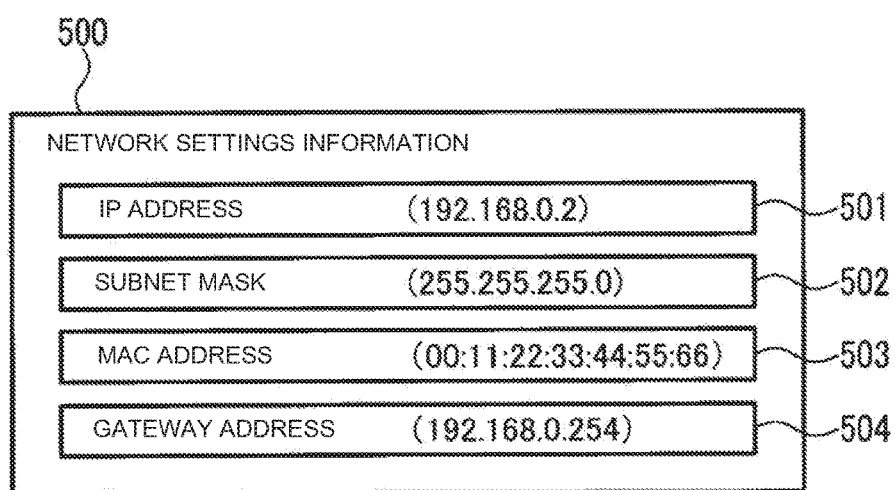 500
NETWORK SETTINGS INFORMATION
IP ADDRESS (192.168.0.2) 501
SUBNET MASK (255.255.255.0) 502
MAC ADDRESS (00:11:22:33:44:55:66) 503
GATEWAY ADDRESS (192.168.0.254) 504